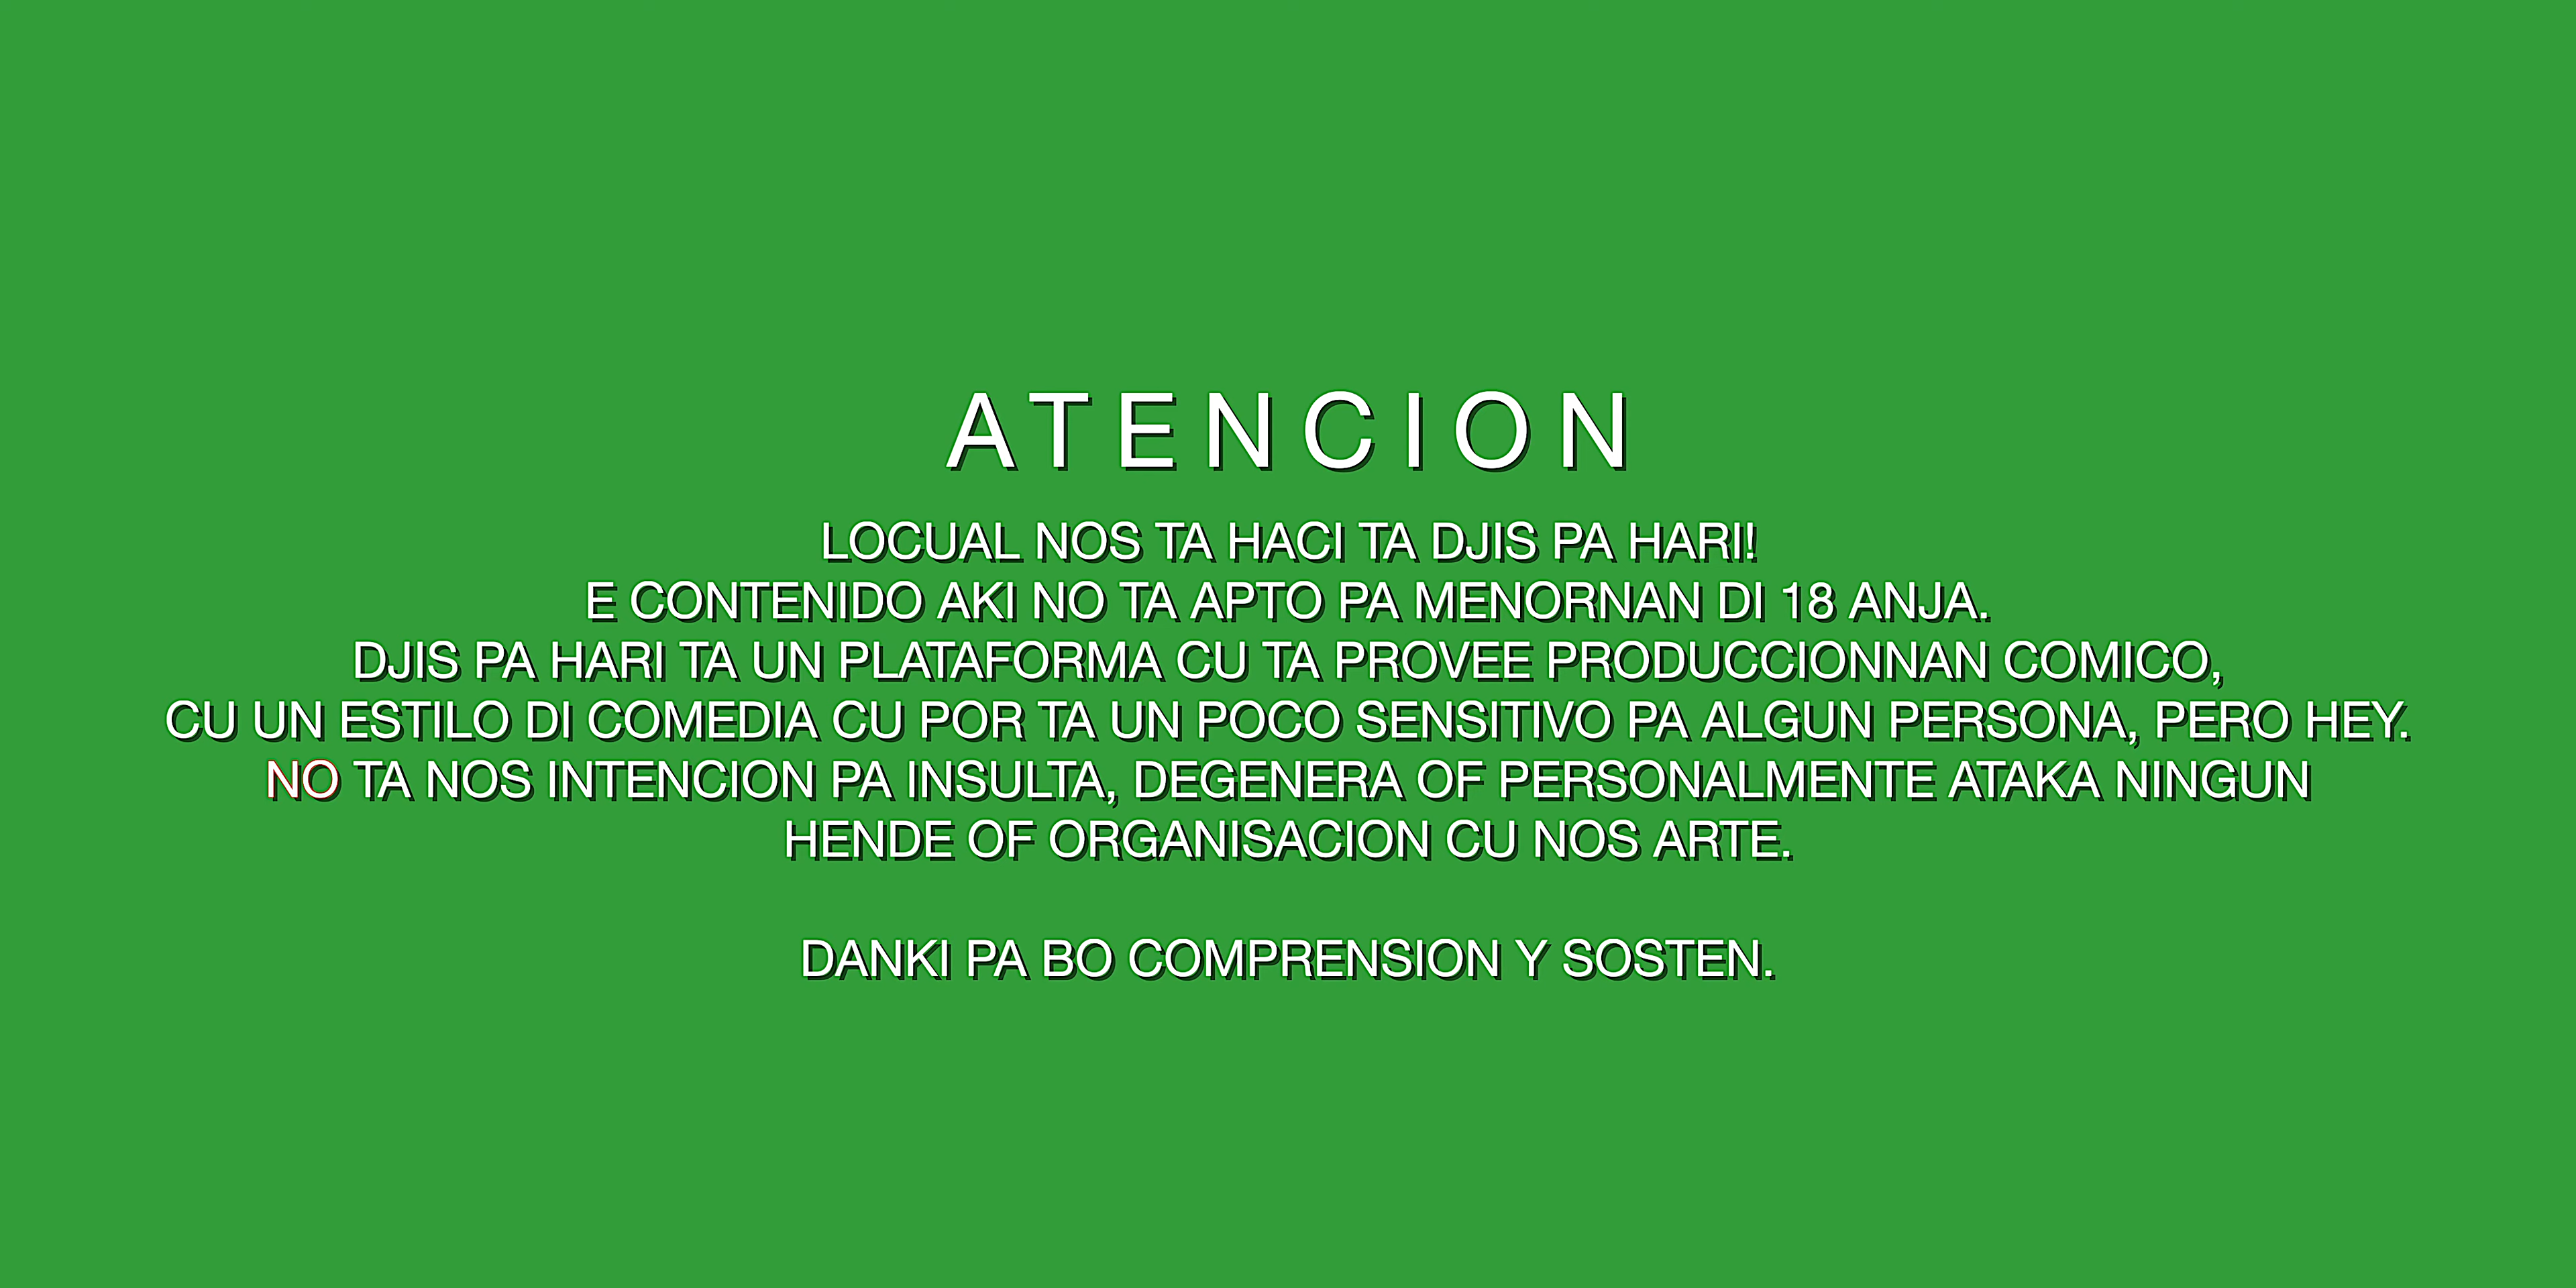 ATENCION
LOCUAL NOS TA HACI TA DJIS PA HARI!
E CONTENIDO AKI NO TA APTO PA MENORNAN DI 18 ANJA.
DJIS PA HARI TA UN PLATAFORMA CU TA PROVEE PRODUCCIONNAN COMICO,
CU UN ESTILO DI COMEDIA CU POR TA UN POCO SENSITIVO PA ALGUN PERSONA, PERO HEY.
NO TA NOS INTENCION PA INSULTA, DEGENERA OF PERSONALMENTE ATAKA NINGUN
HENDE OF ORGANISACION CU NOS ARTE.
DANKI PA BO COMPRENSION Y SOSTEN.